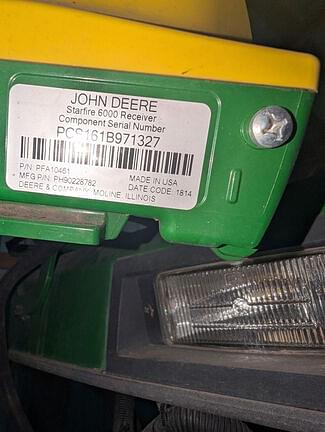 JOHN DEERE
Starfire 6000 Receiver
Component Serial Number
PCS161B971327
P/N: PFA10461
MFG P/N: PH90228782 MADE IN USA
DEERE & COMPANY MOLINE, ILLINOIS DATE CODE: 1814